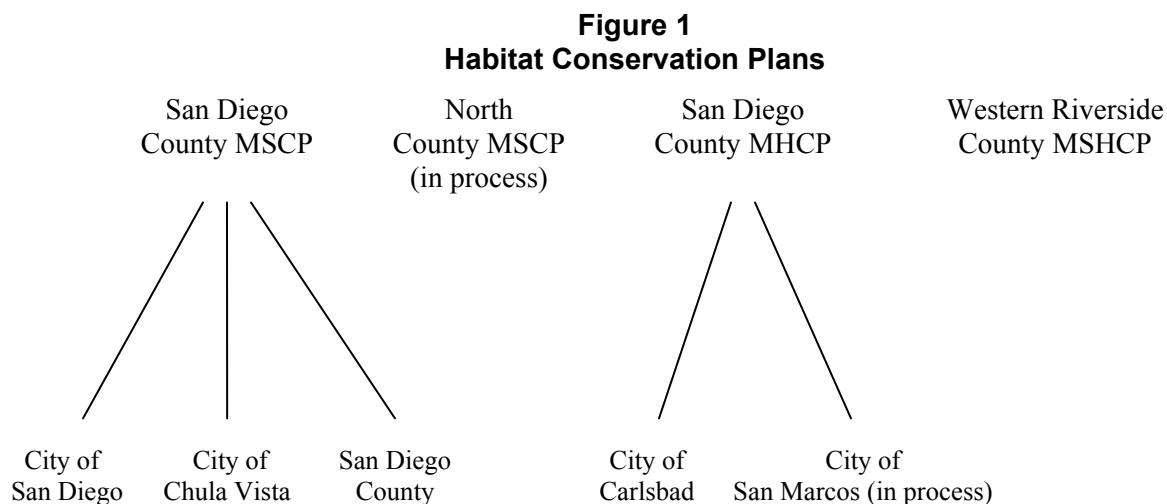 Figure 1
Habitat Conservation Plans
San Diego
County MSCP
North
County MSCP
(in process)
San Diego
County MHCP
Western Riverside
County MSHCP
City of
San Diego
City of
Chula Vista
San Diego
County
City of
Carlsbad
City of
San Marcos (in process)